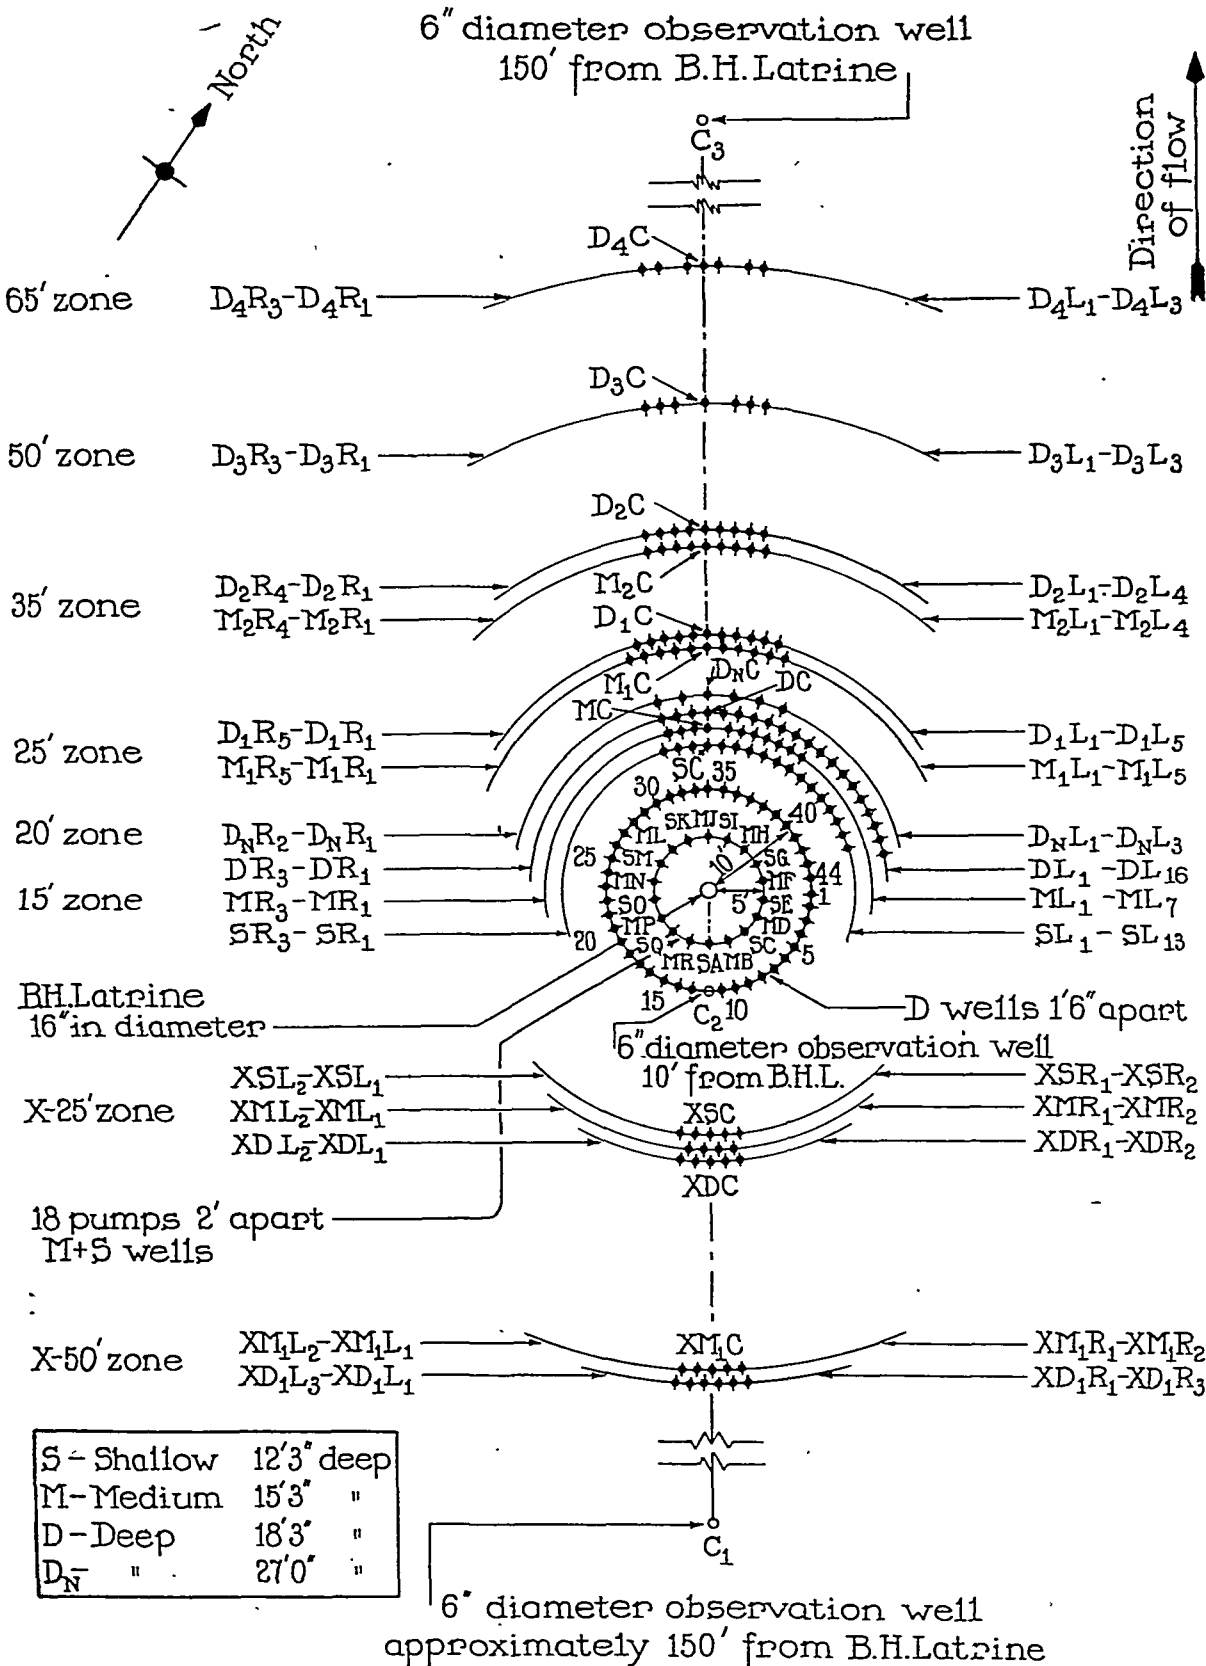 6" diameter observation well
150' from B.H.Latrine
North
C3
Direction
of flow
D4C
65' zone
D4R3-D4R1
D4L1-D4L3
D3C
50' zone
D3R3-D3R1
D3L1-D3L3
D2C
35' zone
D2R4-D2R1
M2C
D2L1-D2L4
M2R4-M2R1
D1C
M2L1-M2L4
M1C
DNC
DC
MC
25' zone
D1R5-D1R1
D1L1-D1L5
M1R5-M1R1
SC
M1L1-M1L5
30
35
40
20' zone
DNR2-DNR1
DNL1-DNL3
DR3-DR1
DL1-DL16
15' zone
MR3-MR1
ML1-ML7
SR3-SR1
SL1-SL13
SK MJ SI
ML MH
25 SM SG
MN 10' MF 44
SO 5' SE 1
MP MD
20 SQ SC 5
MR SA MB
15 C2 10
B.H.Latrine
16" in diameter
D wells 1'6" apart
6" diameter observation well
10' from B.H.L.
XSL2-XSL1
XSR1-XSR2
X-25' zone
XML2-XML1
XSC
XMR1-XMR2
XDL2-XDL1
XDR1-XDR2
XDC
18 pumps 2' apart
M+S wells
X-50' zone
XM1L2-XM1L1
XM1C
XM1R1-XM1R2
XD1L3-XD1L1
XD1R1-XD1R3
S-Shallow 12'3" deep
M-Medium 15'3" "
D-Deep 18'3" "
DN- " 27'0" "
C1
6" diameter observation well
approximately 150' from B.H.Latrine